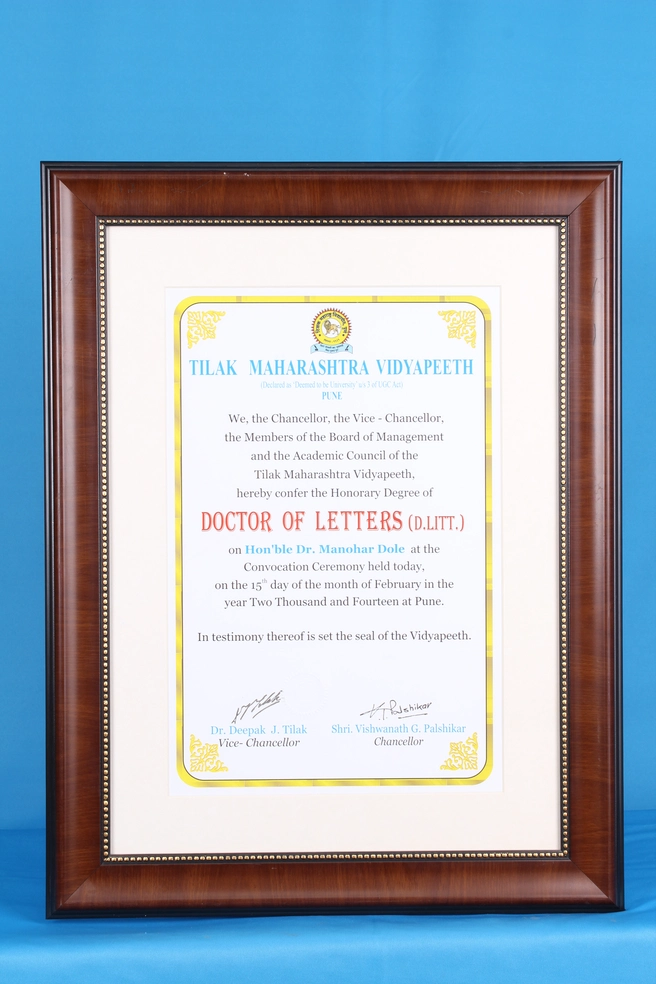 TILAK MAHARASHTRA VIDYAPEETH
(Declared as "Deemed to be University" u/s 3 of UGC Act)
PUNE
We, the Chancellor, the Vice - Chancellor,
the Members of the Board of Management
and the Academic Council of the
Tilak Maharashtra Vidyapeeth,
hereby confer the Honorary Degree of
DOCTOR OF LETTERS (D.LITT.)
on Hon'ble Dr. Manohar Dole at the
Convocation Ceremony held today,
on the 15th day of the month of February in the
year Two Thousand and Fourteen at Pune.
In testimony thereof is set the seal of the Vidyapeeth.
Dr. Deepak J. Tilak
Vice- Chancellor
V.G.Palshikar
Shri. Vishwanath G. Palshikar
Chancellor